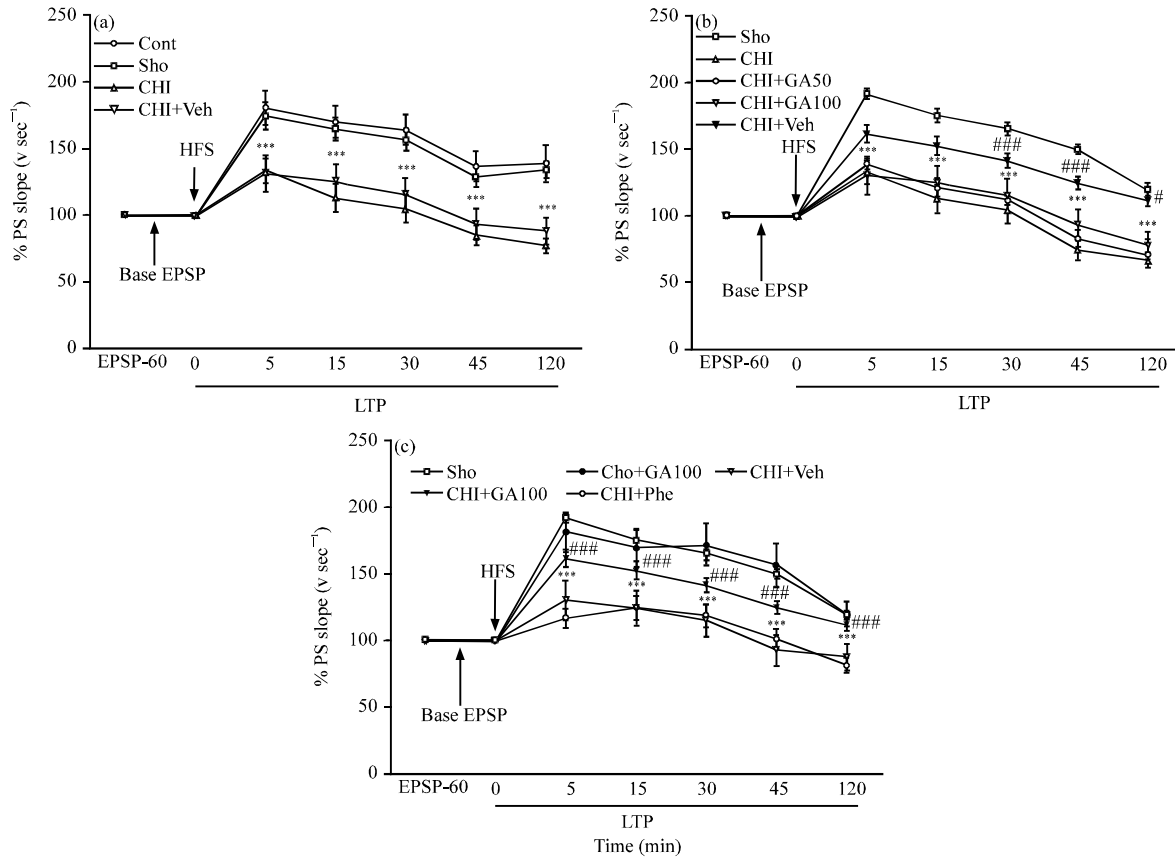 (a)
Cont
Sho
CHI
CHI+Veh
250
200
150
100
50
0
% PS slope (v sec⁻¹)
HFS
Base EPSP
***
***
***
***
***
EPSP-60 0 5 15 30 45 120
LTP
(b)
Sho
CHI
CHI+GA50
CHI+GA100
CHI+Veh
250
200
150
100
50
0
% PS slope (v sec⁻¹)
HFS
Base EPSP
###
###
#
***
***
***
***
***
EPSP-60 0 5 15 30 45 120
LTP
(c)
Sho Cho+GA100 CHI+Veh
CHI+GA100 CHI+Phe
250
200
150
100
50
0
% PS slope (v sec⁻¹)
HFS
Base EPSP
###
###
###
###
###
***
***
***
***
***
EPSP-60 0 5 15 30 45 120
LTP
Time (min)